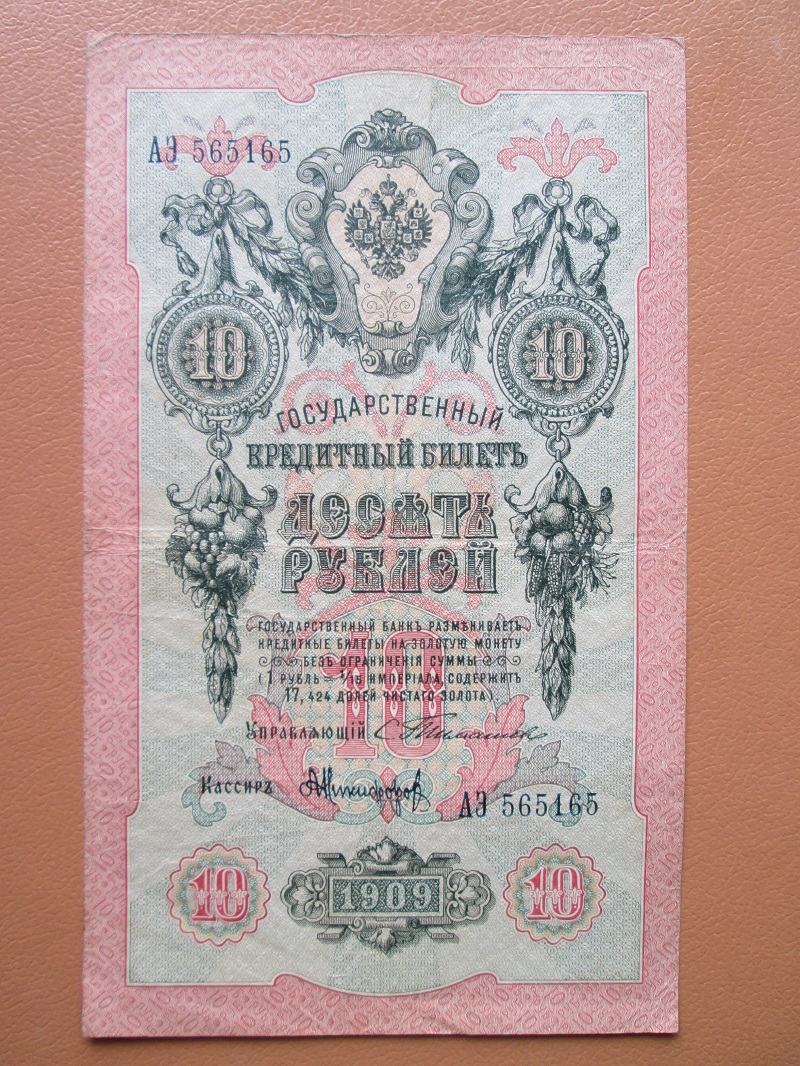 АЭ 565165
10 10
ГОСУДАРСТВЕННЫЙ
КРЕДИТНЫЙ БИЛЕТЪ
ДЕСЯТЬ
РУБЛЕЙ
ГОСУДАРСТВЕННЫЙ БАНКЪ РАЗМѢНИВАЕТЪ
КРЕДИТНЫЕ БИЛЕТЫ НА ЗОЛОТУЮ МОНЕТУ
БЕЗЪ ОГРАНИЧЕНІЯ СУММЫ
(1 РУБЛЬ = 1/15 ИМПЕРІАЛА, СОДЕРЖИТЪ
17,424 ДОЛЕЙ ЧИСТАГО ЗОЛОТА).
10
УПРАВЛЯЮЩІЙ С. Тимашевъ
КАССИРЪ
АЭ 565165
10 1909 10